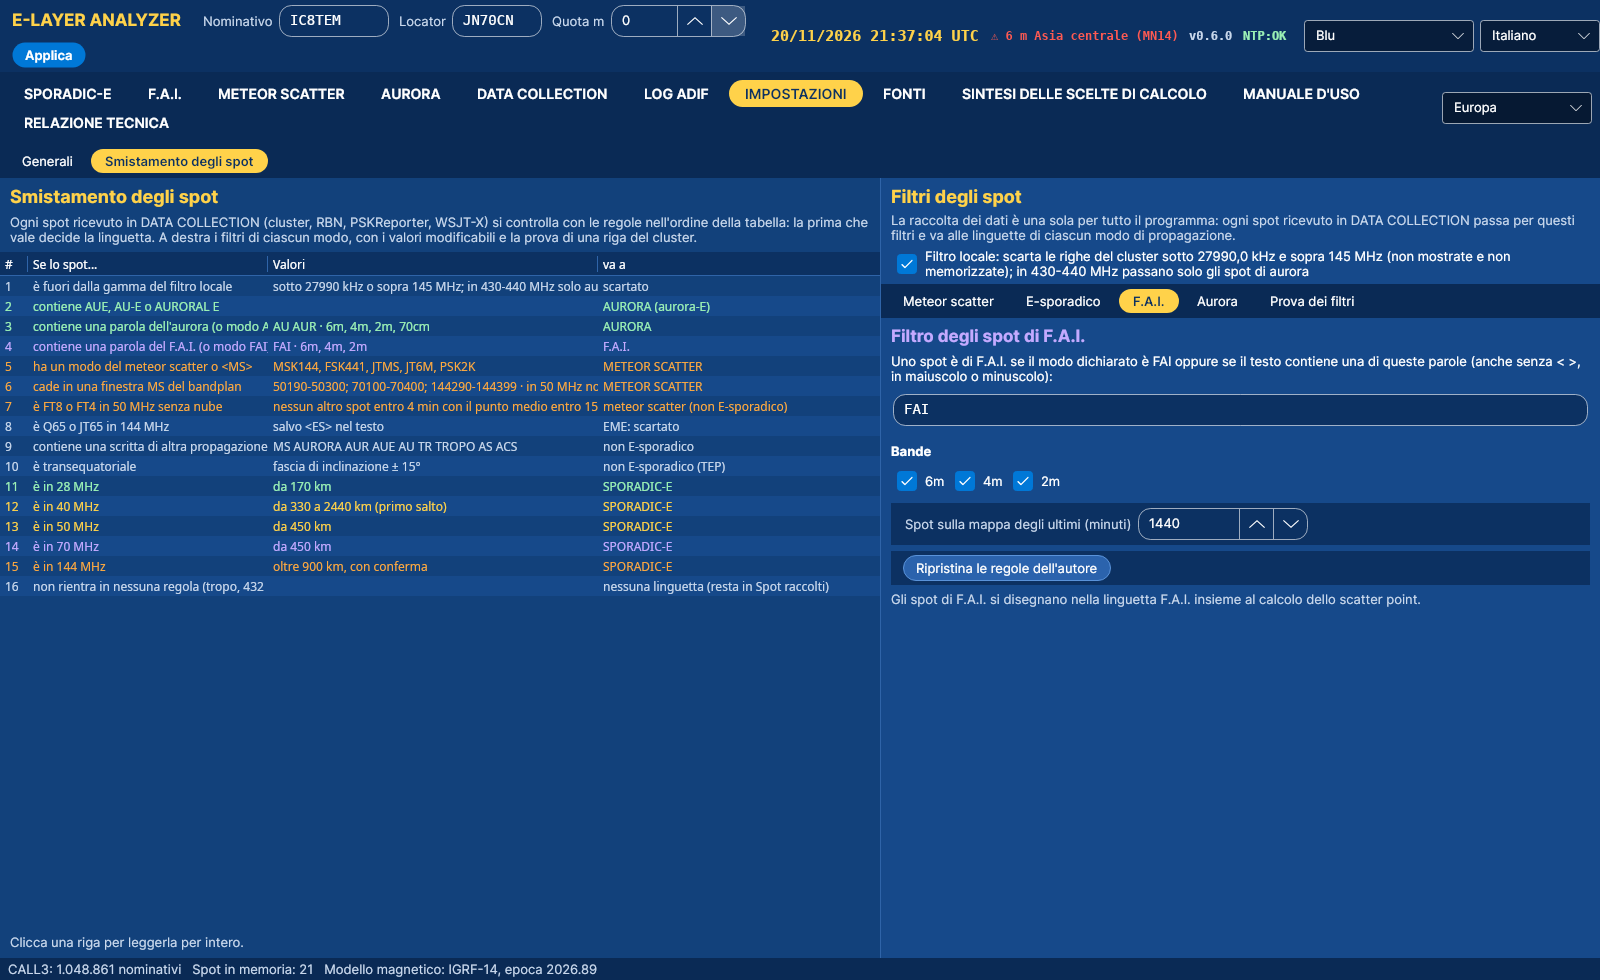 E-LAYER ANALYZER
Nominativo IC8TEM Locator JN70CN Quota m 0
20/11/2026 21:37:04 UTC ⚠ 6 m Asia centrale (MN14) v0.6.0 NTP:OK Blu Italiano
Applica
SPORADIC-E F.A.I. METEOR SCATTER AURORA DATA COLLECTION LOG ADIF IMPOSTAZIONI FONTI SINTESI DELLE SCELTE DI CALCOLO MANUALE D'USO
RELAZIONE TECNICA
Europa
Generali Smistamento degli spot
Smistamento degli spot
Ogni spot ricevuto in DATA COLLECTION (cluster, RBN, PSKReporter, WSJT-X) si controlla con le regole nell'ordine della tabella: la prima che
vale decide la linguetta. A destra i filtri di ciascun modo, con i valori modificabili e la prova di una riga del cluster.
# Se lo spot... Valori va a
1 è fuori dalla gamma del filtro locale sotto 27990 kHz o sopra 145 MHz; in 430-440 MHz solo au scartato
2 contiene AUE, AU-E o AURORAL E AURORA (aurora-E)
3 contiene una parola dell'aurora (o modo A AU AUR · 6m, 4m, 2m, 70cm AURORA
4 contiene una parola del F.A.I. (o modo FAI FAI · 6m, 4m, 2m F.A.I.
5 ha un modo del meteor scatter o <MS> MSK144, FSK441, JTMS, JT6M, PSK2K METEOR SCATTER
6 cade in una finestra MS del bandplan 50190-50300; 70100-70400; 144290-144399 · in 50 MHz no METEOR SCATTER
7 è FT8 o FT4 in 50 MHz senza nube nessun altro spot entro 4 min con il punto medio entro 15 meteor scatter (non E-sporadico)
8 è Q65 o JT65 in 144 MHz salvo <ES> nel testo EME: scartato
9 contiene una scritta di altra propagazione MS AURORA AUR AUE AU TR TROPO AS ACS non E-sporadico
10 è transequatoriale fascia di inclinazione ± 15° non E-sporadico (TEP)
11 è in 28 MHz da 170 km SPORADIC-E
12 è in 40 MHz da 330 a 2440 km (primo salto) SPORADIC-E
13 è in 50 MHz da 450 km SPORADIC-E
14 è in 70 MHz da 450 km SPORADIC-E
15 è in 144 MHz oltre 900 km, con conferma SPORADIC-E
16 non rientra in nessuna regola (tropo, 432 nessuna linguetta (resta in Spot raccolti)
Clicca una riga per leggerla per intero.
Filtri degli spot
La raccolta dei dati è una sola per tutto il programma: ogni spot ricevuto in DATA COLLECTION passa per questi
filtri e va alle linguette di ciascun modo di propagazione.
Filtro locale: scarta le righe del cluster sotto 27990,0 kHz e sopra 145 MHz (non mostrate e non
memorizzate); in 430-440 MHz passano solo gli spot di aurora
Meteor scatter E-sporadico F.A.I. Aurora Prova dei filtri
Filtro degli spot di F.A.I.
Uno spot è di F.A.I. se il modo dichiarato è FAI oppure se il testo contiene una di queste parole (anche senza < >,
in maiuscolo o minuscolo):
FAI
Bande
6m 4m 2m
Spot sulla mappa degli ultimi (minuti) 1440
Ripristina le regole dell'autore
Gli spot di F.A.I. si disegnano nella linguetta F.A.I. insieme al calcolo dello scatter point.
CALL3: 1.048.861 nominativi Spot in memoria: 21 Modello magnetico: IGRF-14, epoca 2026.89